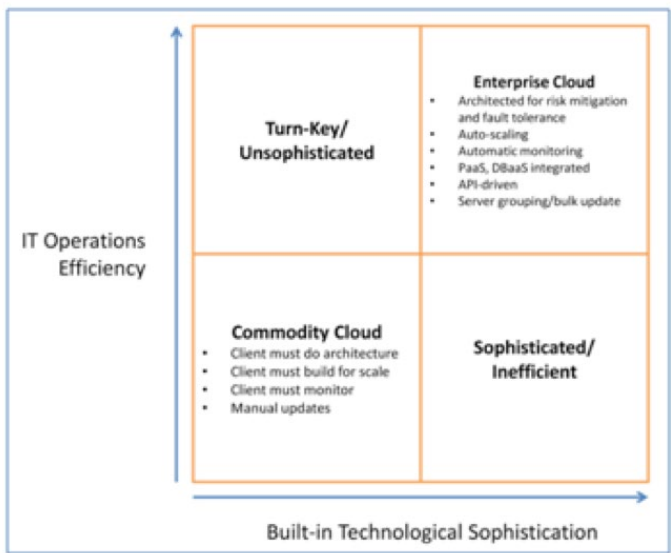 Turn-Key/
Unsophisticated
Enterprise Cloud
• Architected for risk mitigation
and fault tolerance
• Auto-scaling
• Automatic monitoring
• PaaS, DBaaS integrated
• API-driven
• Server grouping/bulk update
IT Operations
Efficiency
Commodity Cloud
• Client must do architecture
• Client must build for scale
• Client must monitor
• Manual updates
Sophisticated/
Inefficient
Built-in Technological Sophistication